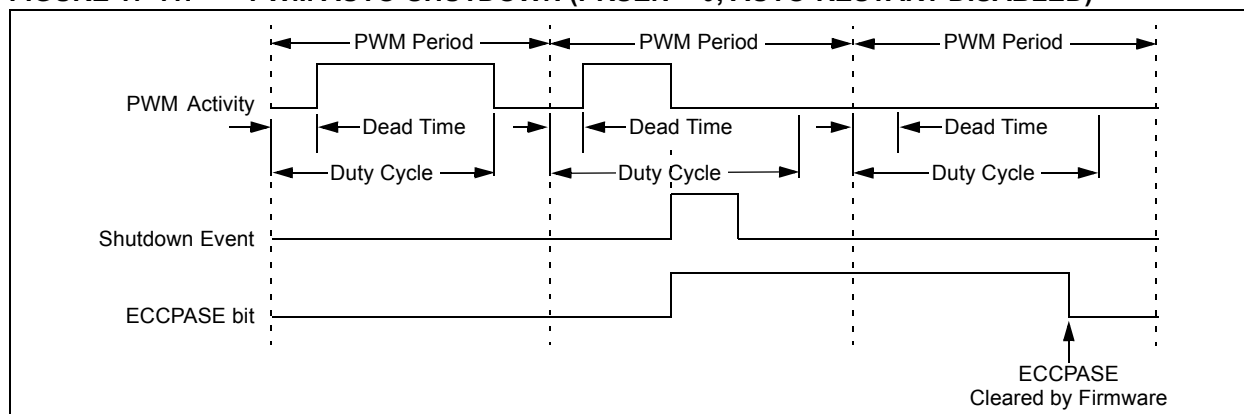 PWM Period PWM Period PWM Period
PWM Activity
Dead Time Dead Time Dead Time
Duty Cycle Duty Cycle Duty Cycle
Shutdown Event
ECCPASE bit
ECCPASE
Cleared by Firmware